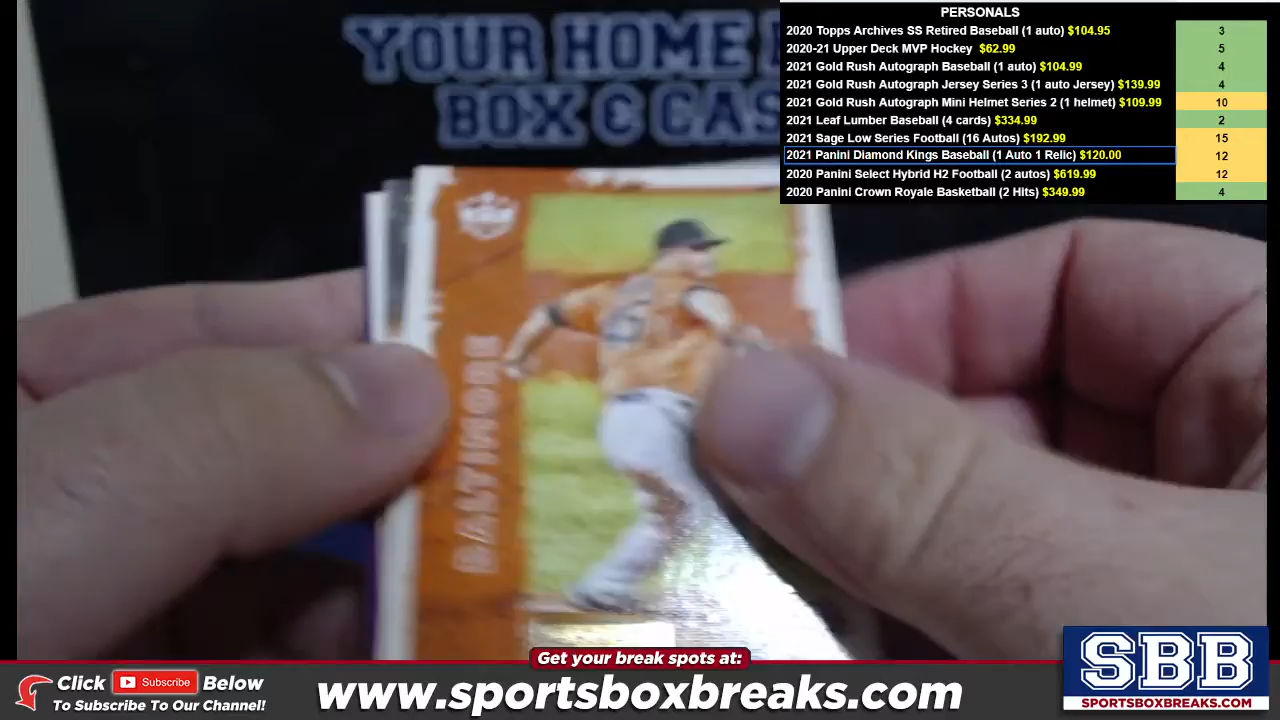 YOUR HOME
BOX & CAS
PERSONALS
2020 Topps Archives SS Retired Baseball (1 auto) $104.95 3
2020-21 Upper Deck MVP Hockey $62.99 5
2021 Gold Rush Autograph Baseball (1 auto) $104.99 4
2021 Gold Rush Autograph Jersey Series 3 (1 auto Jersey) $139.99 4
2021 Gold Rush Autograph Mini Helmet Series 2 (1 helmet) $109.99 10
2021 Leaf Lumber Baseball (4 cards) $334.99 2
2021 Sage Low Series Football (16 Autos) $192.99 15
2021 Panini Diamond Kings Baseball (1 Auto 1 Relic) $120.00 12
2020 Panini Select Hybrid H2 Football (2 autos) $619.99 12
2020 Panini Crown Royale Basketball (2 Hits) $349.99 4
BALTIMORE
Get your break spots at:
Click Subscribe Below
To Subscribe To Our Channel!
www.sportsboxbreaks.com
SBB
SPORTSBOXBREAKS.COM